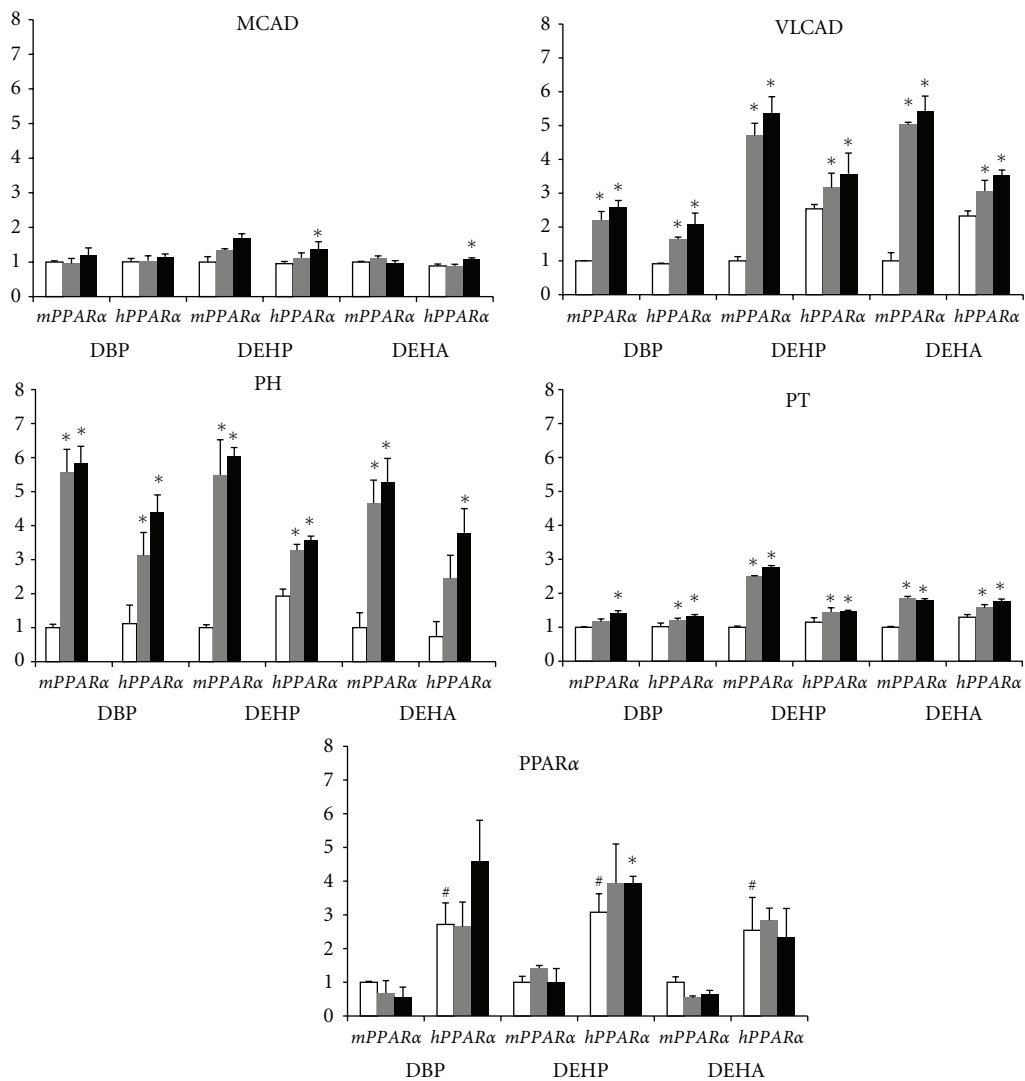 MCAD
8
7
6
5
4
3
2
1
0
*
*
mPPARα hPPARα mPPARα hPPARα mPPARα hPPARα
DBP DEHP DEHA
VLCAD
8
7
6
5
4
3
2
1
0
* * * * * * * * * * * *
mPPARα hPPARα mPPARα hPPARα mPPARα hPPARα
DBP DEHP DEHA
PH
8
7
6
5
4
3
2
1
0
* * * * * * * * * * *
mPPARα hPPARα mPPARα hPPARα mPPARα hPPARα
DBP DEHP DEHA
PT
8
7
6
5
4
3
2
1
0
* * * * * * * * * * *
mPPARα hPPARα mPPARα hPPARα mPPARα hPPARα
DBP DEHP DEHA
PPARα
8
7
6
5
4
3
2
1
0
# # * #
mPPARα hPPARα mPPARα hPPARα mPPARα hPPARα
DBP DEHP DEHA